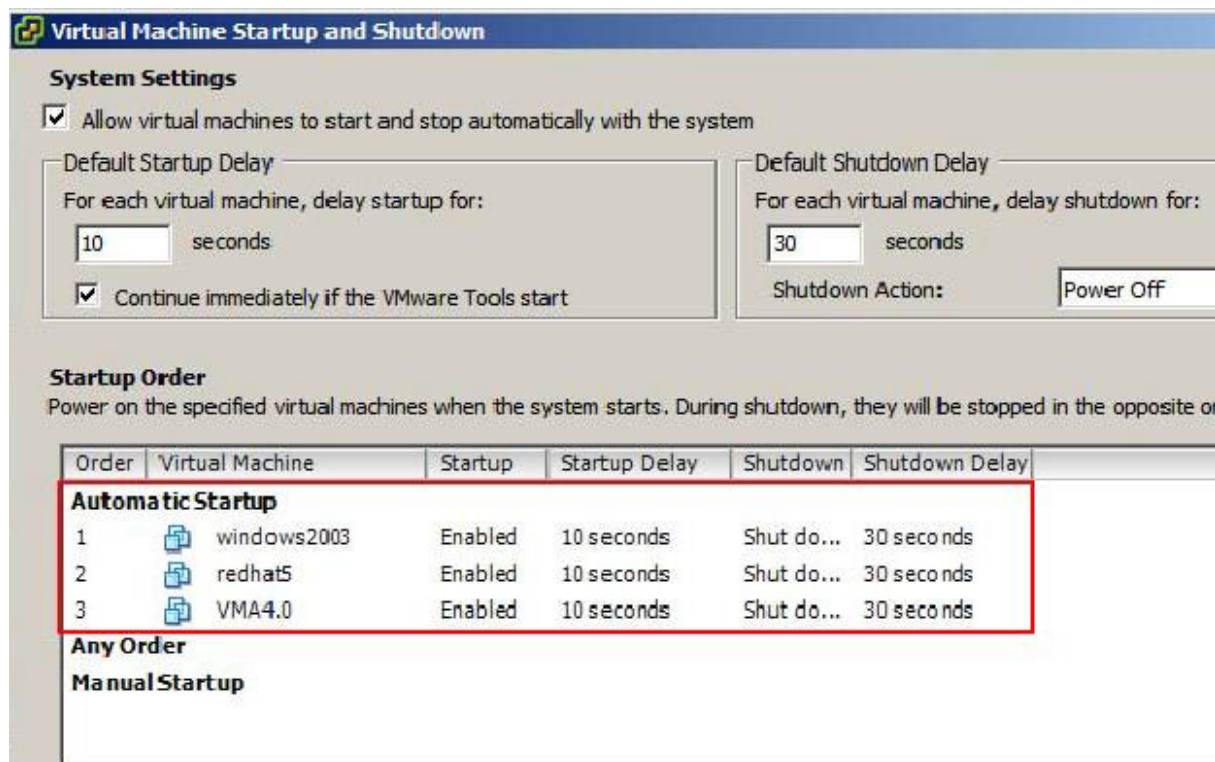 Virtual Machine Startup and Shutdown
System Settings
Allow virtual machines to start and stop automatically with the system
Default Startup Delay
For each virtual machine, delay startup for:
10 seconds
Continue immediately if the VMware Tools start
Default Shutdown Delay
For each virtual machine, delay shutdown for:
30 seconds
Shutdown Action: Power Off
Startup Order
Power on the specified virtual machines when the system starts. During shutdown, they will be stopped in the opposite
Order Virtual Machine Startup Startup Delay Shutdown Shutdown Delay
Automatic Startup
1 windows2003 Enabled 10 seconds Shut do... 30 seconds
2 redhat5 Enabled 10 seconds Shut do... 30 seconds
3 VMA4.0 Enabled 10 seconds Shut do... 30 seconds
Any Order
Manual Startup